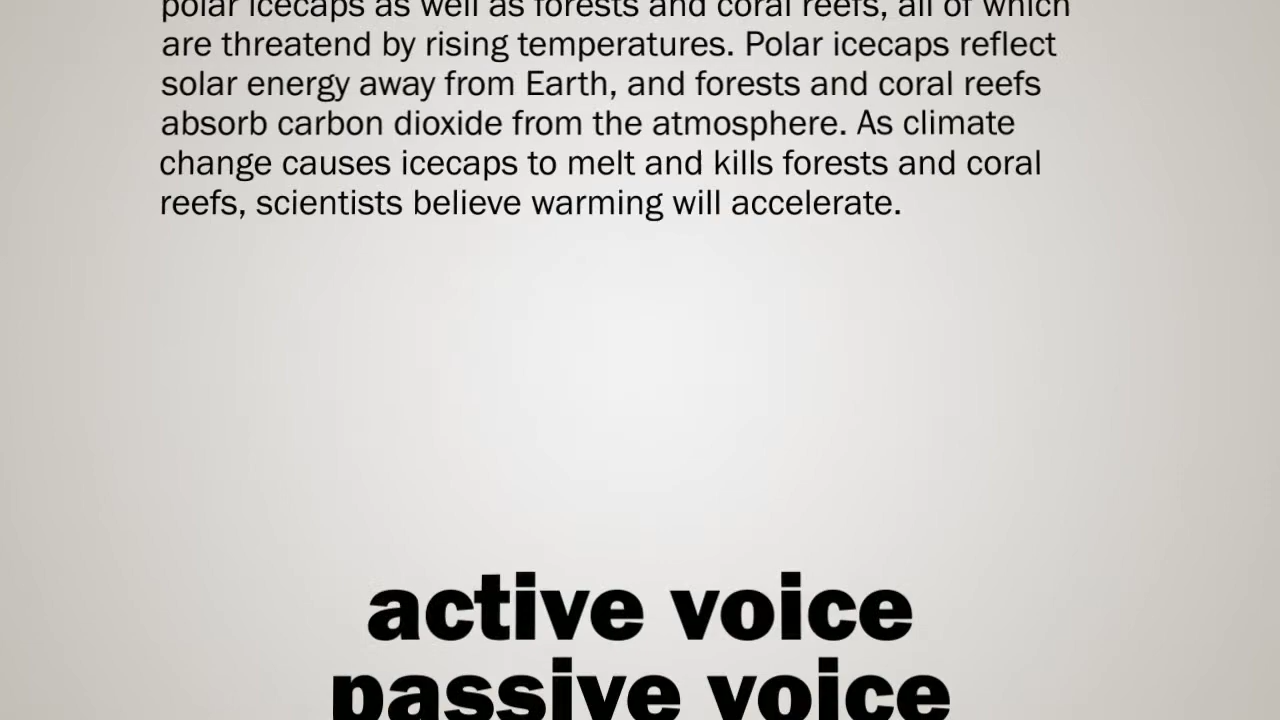 polar icecaps as well as forests and coral reefs, all of which
are threatend by rising temperatures. Polar icecaps reflect
solar energy away from Earth, and forests and coral reefs
absorb carbon dioxide from the atmosphere. As climate
change causes icecaps to melt and kills forests and coral
reefs, scientists believe warming will accelerate.
active voice
passive voice